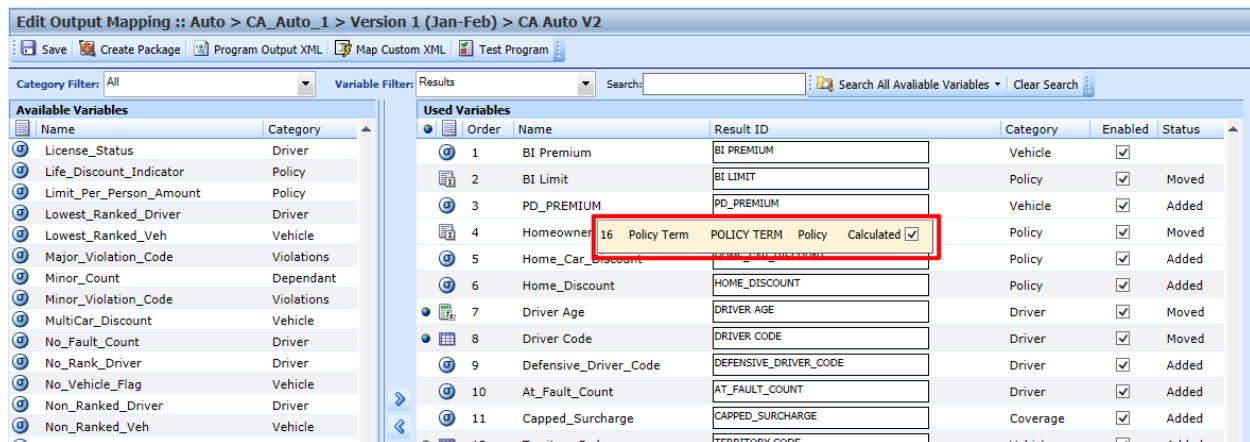 Edit Output Mapping :: Auto > CA_Auto_1 > Version 1 (Jan-Feb) > CA Auto V2
Save Create Package Program Output XML Map Custom XML Test Program
Category Filter: All Variable Filter: Results Search: Search All Avaliable Variables Clear Search
Available Variables Used Variables
Name Category Order Name Result ID Category Enabled Status
License_Status Driver 1 BI Premium BI PREMIUM Vehicle
Life_Discount_Indicator Policy 2 BI Limit BI LIMIT Policy Moved
Limit_Per_Person_Amount Policy 3 PD_PREMIUM PD_PREMIUM Vehicle Added
Lowest_Ranked_Driver Driver
Lowest_Ranked_Veh Vehicle 4 Homeowner Policy Moved
16 Policy Term POLICY TERM Policy Calculated
Major_Violation_Code Violations 5 Home_Car_Discount HOME_CAR_DISCOUNT Policy Added
Minor_Count Dependant 6 Home_Discount HOME_DISCOUNT Policy Added
Minor_Violation_Code Violations
MultiCar_Discount Vehicle 7 Driver Age DRIVER AGE Driver Moved
No_Fault_Count Driver 8 Driver Code DRIVER CODE Driver Moved
No_Rank_Driver Driver 9 Defensive_Driver_Code DEFENSIVE_DRIVER_CODE Driver Added
No_Vehicle_Flag Vehicle 10 At_Fault_Count AT_FAULT_COUNT Driver Added
Non_Ranked_Driver Driver
Non_Ranked_Veh Vehicle 11 Capped_Surcharge CAPPED_SURCHARGE Coverage Added